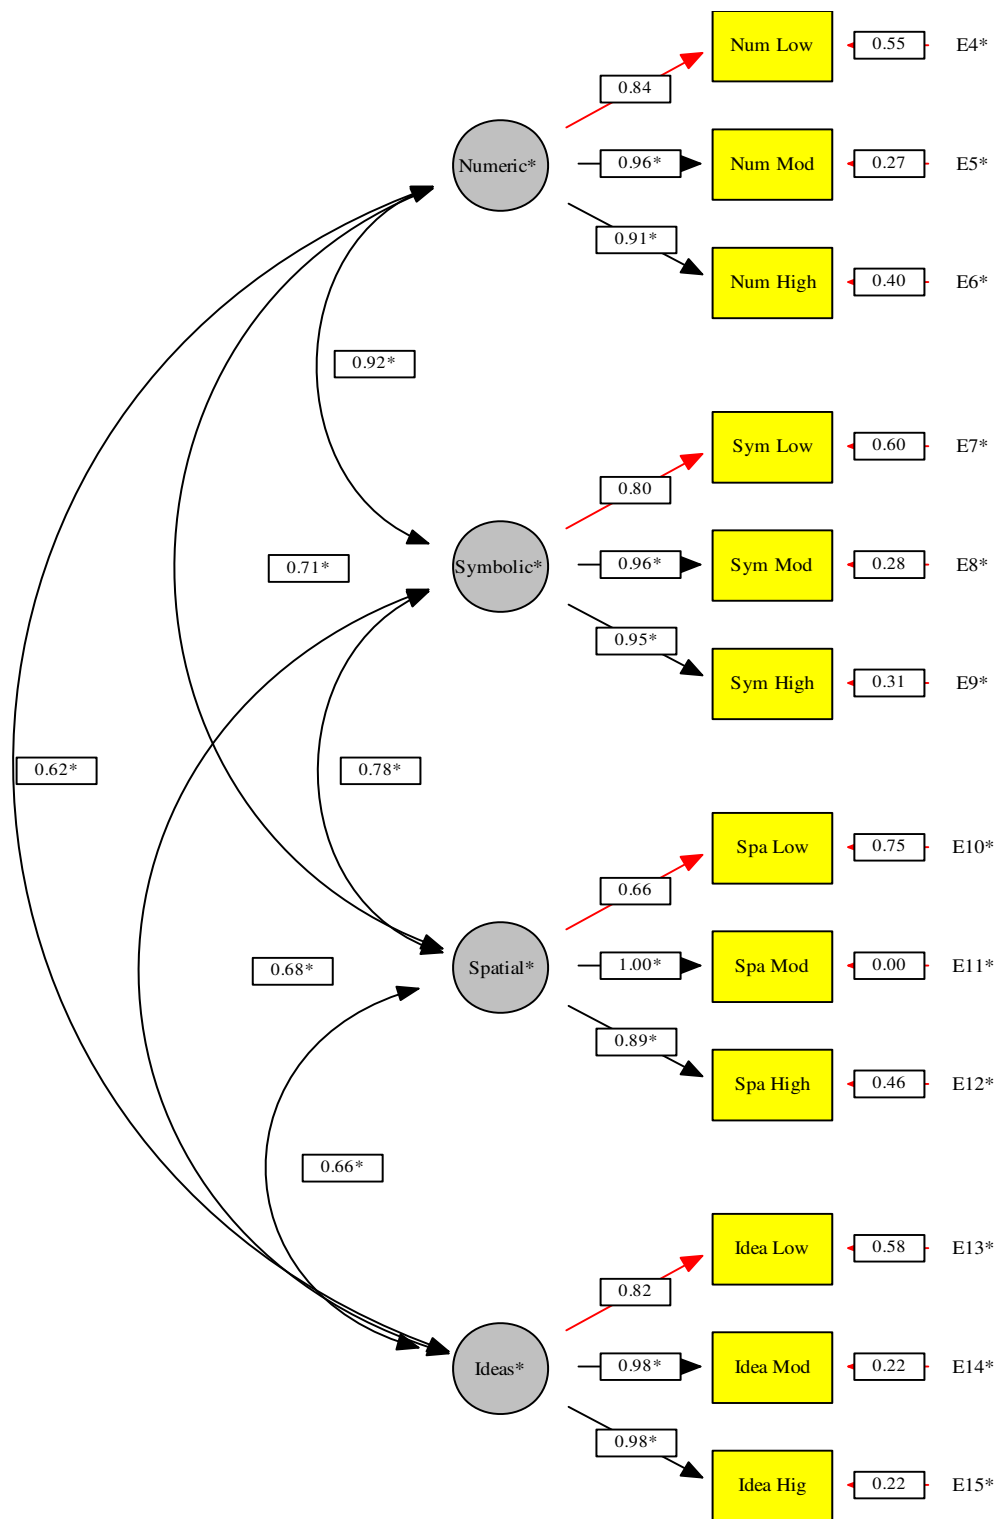 Num Low
0.55
E4*
0.84
Numeric*
0.96*
Num Mod
0.27
E5*
0.91*
Num High
0.40
E6*
0.92*
Sym Low
0.60
E7*
0.80
Symbolic*
0.96*
Sym Mod
0.28
E8*
0.71*
0.95*
Sym High
0.31
E9*
0.62*
0.78*
Spa Low
0.75
E10*
0.66
Spatial*
1.00*
Spa Mod
0.00
E11*
0.68*
0.89*
Spa High
0.46
E12*
0.66*
Idea Low
0.58
E13*
0.82
Ideas*
0.98*
Idea Mod
0.22
E14*
0.98*
Idea Hig
0.22
E15*